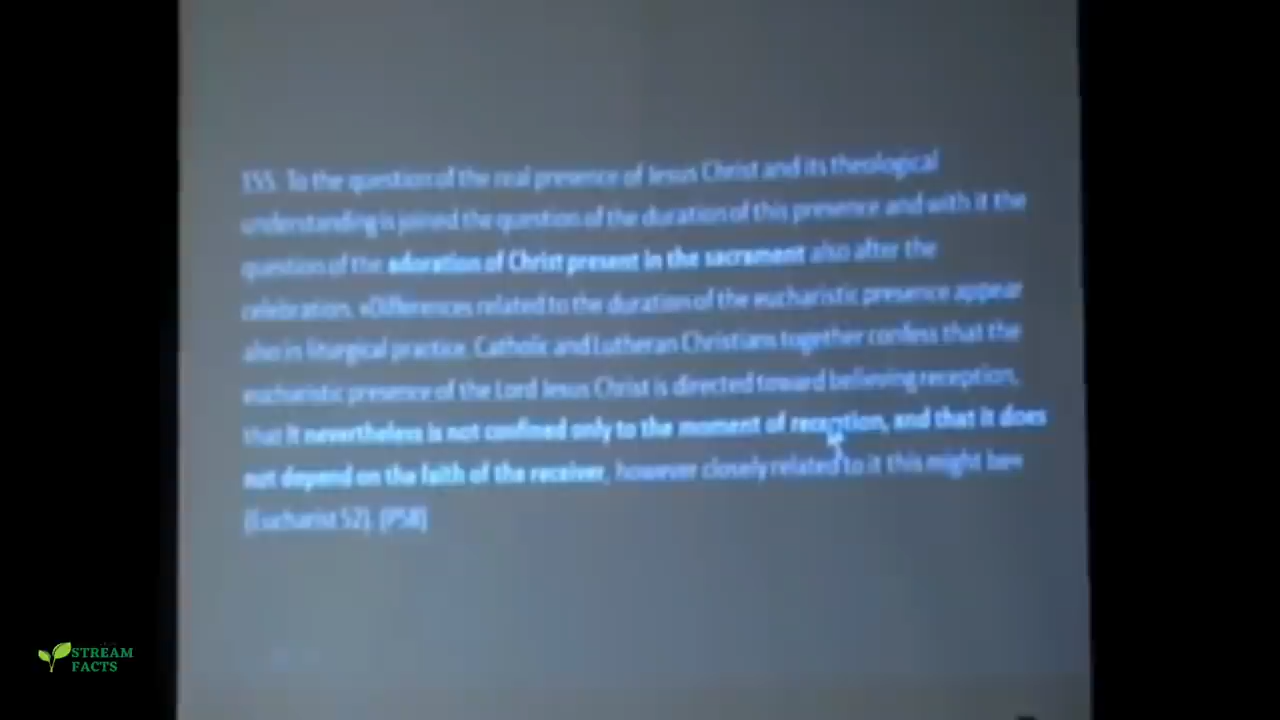 155. To the question of the real presence of Jesus Christ and its theological
understanding is joined the question of the duration of this presence and with it the
question of the adoration of Christ present in the sacrament also after the
celebration. «Differences related to the duration of the eucharistic presence appear
also in liturgical practice. Catholic and Lutheran Christians together confess that the
eucharistic presence of the Lord Jesus Christ is directed toward believing reception,
that it nevertheless is not confined only to the moment of reception, and that it does
not depend on the faith of the receiver, however closely related to it this might be»
(Eucharist 52). (P58)
STREAM
FACTS